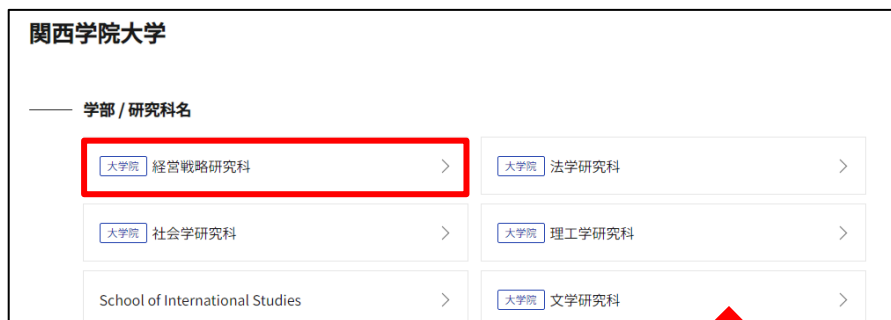 関西学院大学
学部 / 研究科名
大学院 経営戦略研究科
大学院 法学研究科
大学院 社会学研究科
大学院 理工学研究科
School of International Studies
大学院 文学研究科